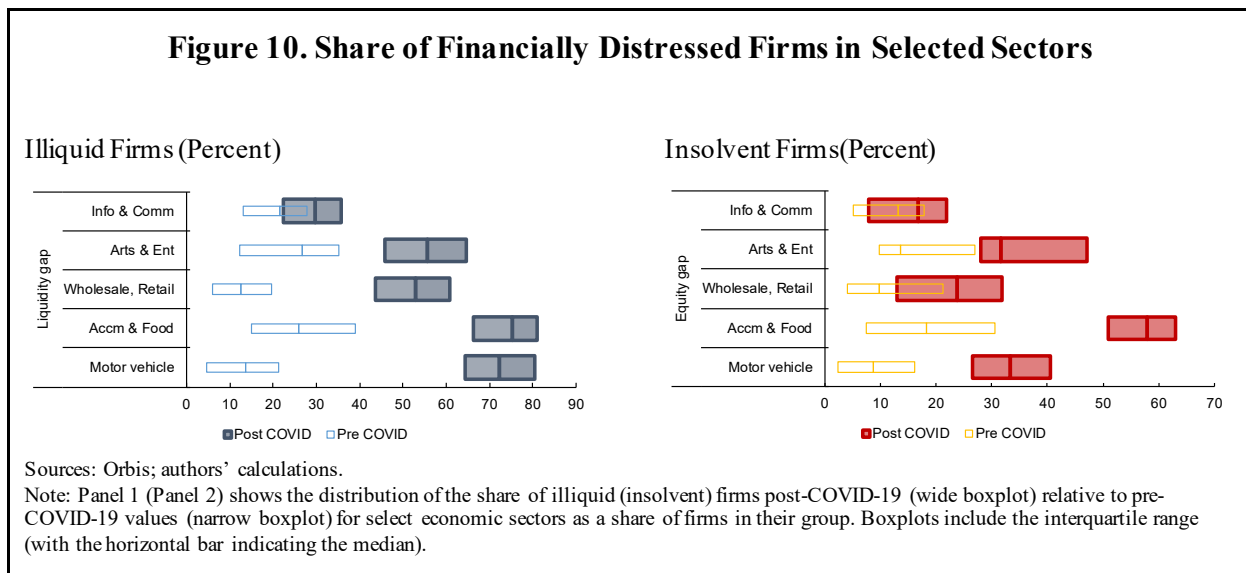 Figure 10. Share of Financially Distressed Firms in Selected Sectors
Illiquid Firms (Percent)
Liquidity gap
Info & Comm
Arts & Ent
Wholesale, Retail
Accm & Food
Motor vehicle
0 10 20 30 40 50 60 70 80 90
Post COVID Pre COVID
Insolvent Firms(Percent)
Equity gap
Info & Comm
Arts & Ent
Wholesale, Retail
Accm & Food
Motor vehicle
0 10 20 30 40 50 60 70
Post COVID Pre COVID
Sources: Orbis; authors’ calculations.
Note: Panel 1 (Panel 2) shows the distribution of the share of illiquid (insolvent) firms post-COVID-19 (wide boxplot) relative to pre-
COVID-19 values (narrow boxplot) for select economic sectors as a share of firms in their group. Boxplots include the interquartile range
(with the horizontal bar indicating the median).